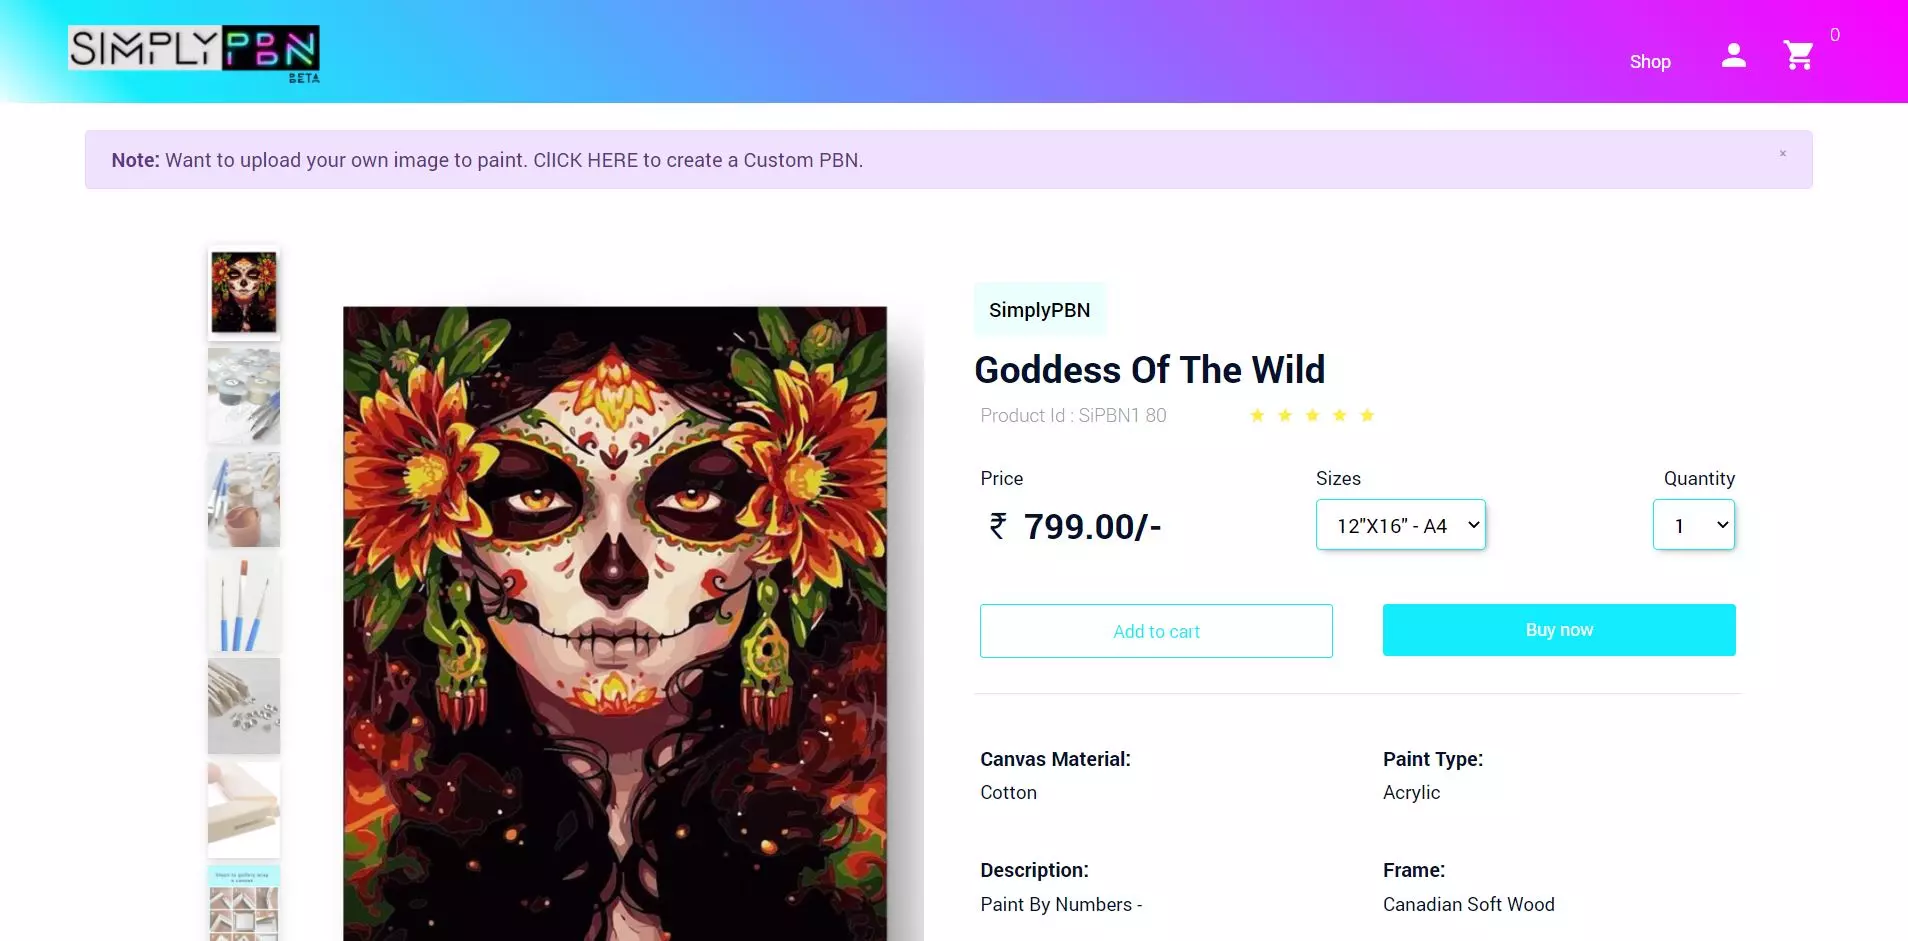 SIMPLYPBN
BETA
Shop
0
Note: Want to upload your own image to paint. ClICK HERE to create a Custom PBN.
×
SimplyPBN
Goddess Of The Wild
Product Id : SiPBN1 80
Price
Sizes
Quantity
₹ 799.00/-
12"X16" - A4
1
Add to cart
Buy now
Canvas Material:
Paint Type:
Cotton
Acrylic
Description:
Frame:
Paint By Numbers -
Canadian Soft Wood